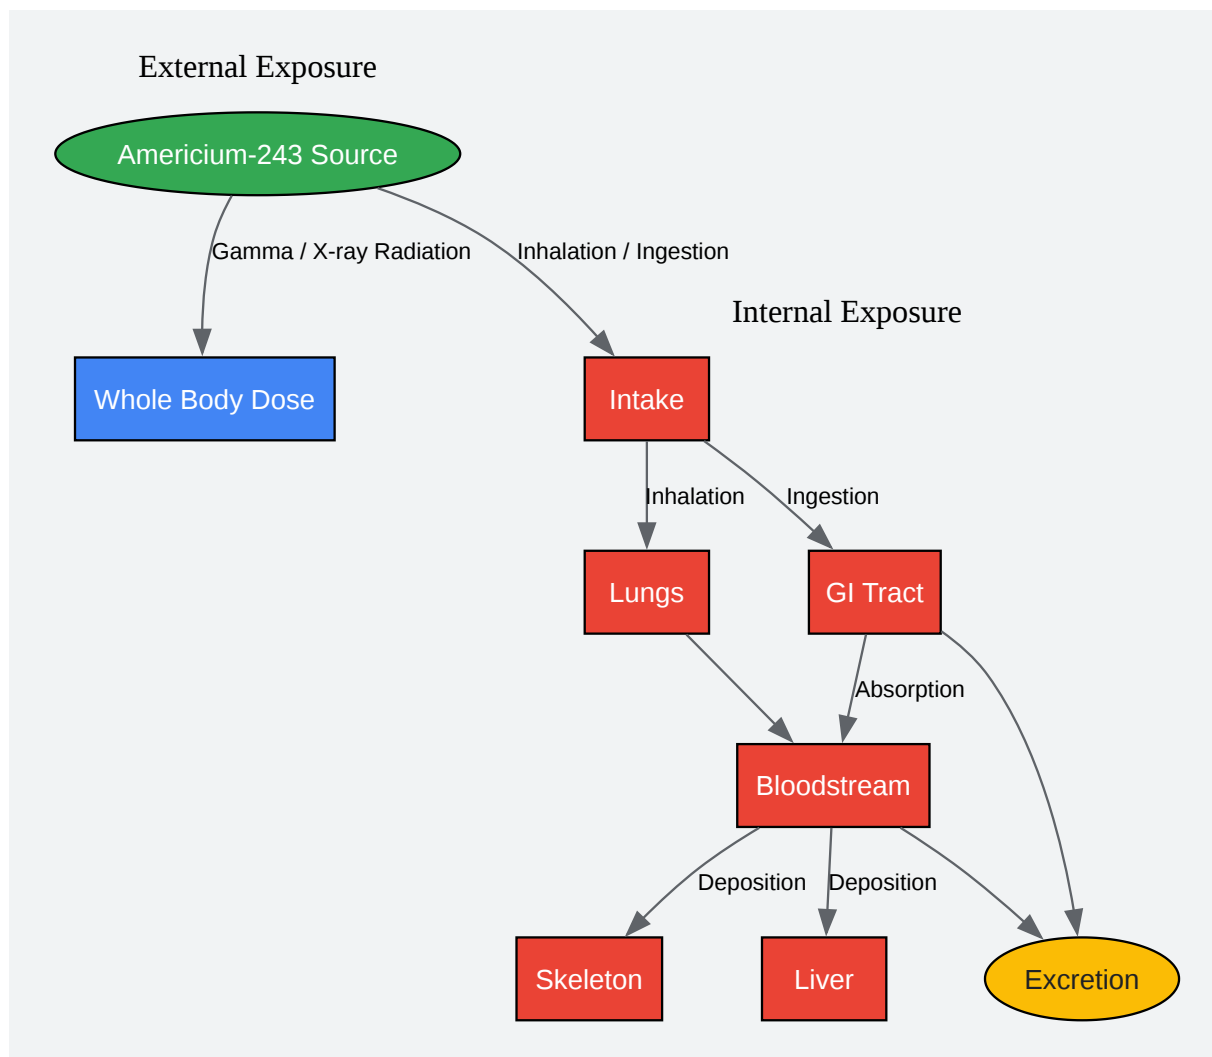 External Exposure
Americium-243 Source
Gamma / X-ray Radiation
Inhalation / Ingestion
Internal Exposure
Whole Body Dose
Intake
Inhalation
Ingestion
Lungs
GI Tract
Absorption
Bloodstream
Deposition
Deposition
Skeleton
Liver
Excretion